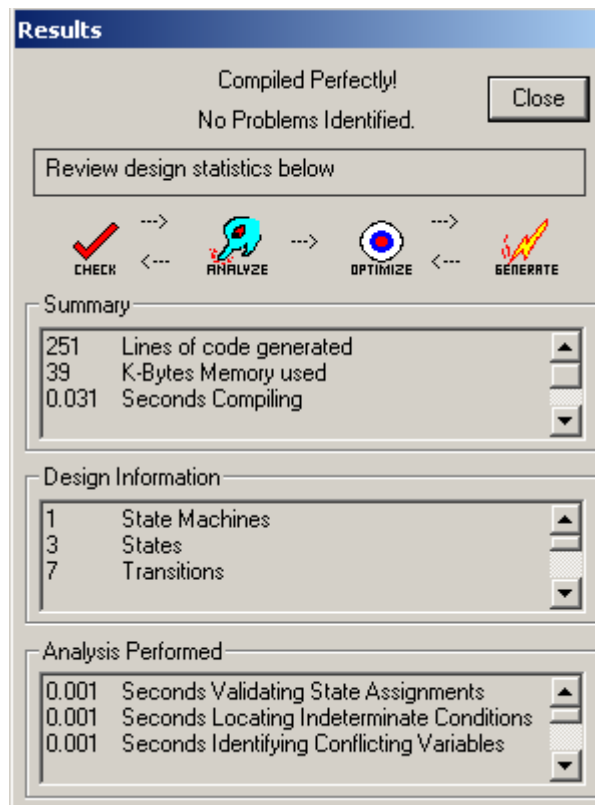 Results
Compiled Perfectly!
Close
No Problems Identified.
Review design statistics below
---> ---> --->
<--- <---
CHECK ANALYZE OPTIMIZE GENERATE
Summary
251 Lines of code generated
39 K-Bytes Memory used
0.031 Seconds Compiling
Design Information
1 State Machines
3 States
7 Transitions
Analysis Performed
0.001 Seconds Validating State Assignments
0.001 Seconds Locating Indeterminate Conditions
0.001 Seconds Identifying Conflicting Variables